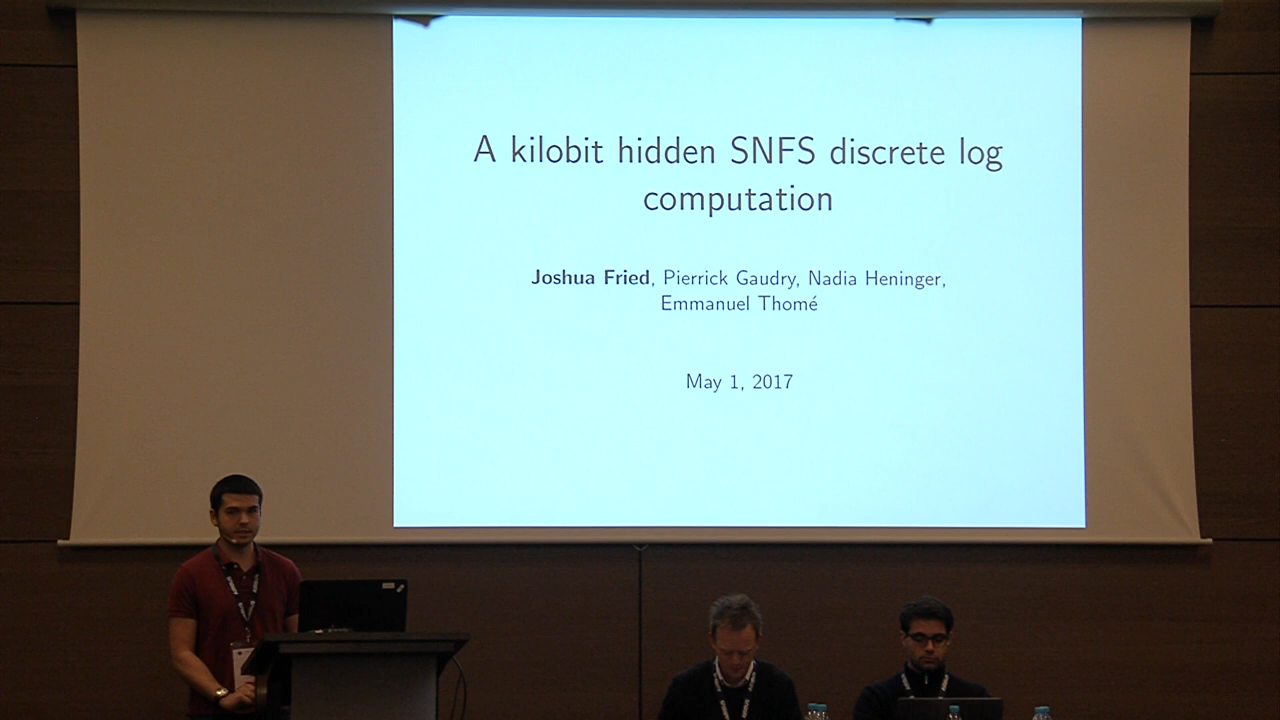 A kilobit hidden SNFS discrete log
computation
Joshua Fried, Pierrick Gaudry, Nadia Heninger,
Emmanuel Thomé
May 1, 2017